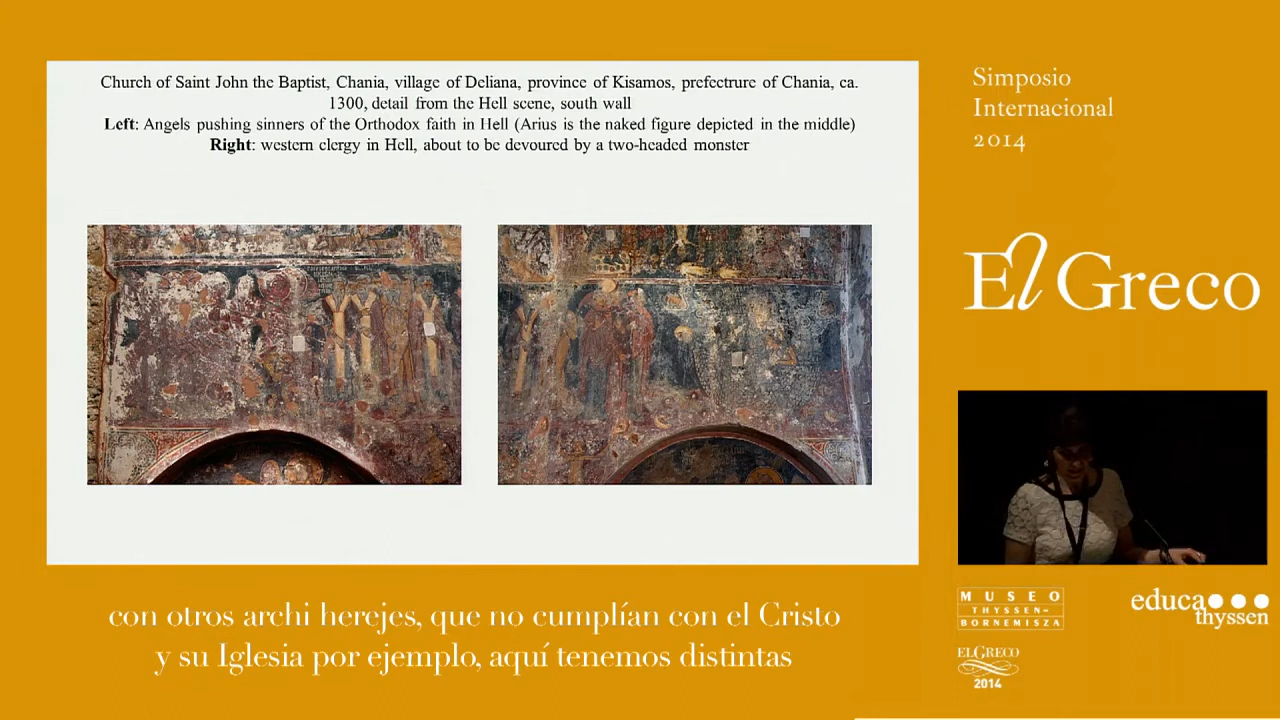 Church of Saint John the Baptist, Chania, village of Deliana, province of Kisamos, prefectrure of Chania, ca.
1300, detail from the Hell scene, south wall
Left: Angels pushing sinners of the Orthodox faith in Hell (Arius is the naked figure depicted in the middle)
Right: western clergy in Hell, about to be devoured by a two-headed monster
Simposio
Internacional
2014
El Greco
con otros archi herejes, que no cumplían con el Cristo
y su Iglesia por ejemplo, aquí tenemos distintas
MUSEO
THYSSEN-
BORNEMISZA
educa
thyssen
ELGRECO
2014